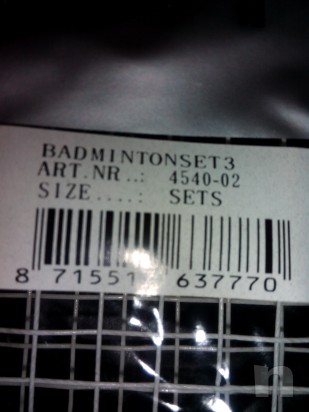 BADMINTONSET3
ART.NR..: 4540-02
SIZE....: SETS
8 71551 637770
n